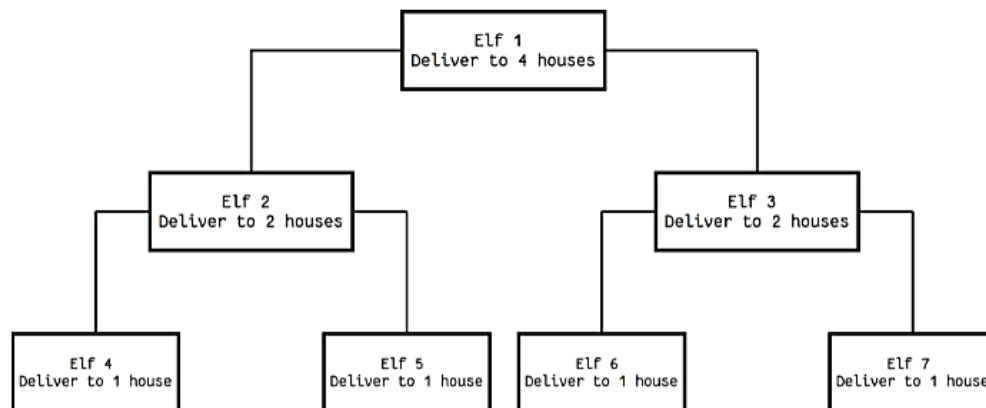 Elf 1
Deliver to 4 houses
Elf 2
Deliver to 2 houses
Elf 3
Deliver to 2 houses
Elf 4
Deliver to 1 house
Elf 5
Deliver to 1 house
Elf 6
Deliver to 1 house
Elf 7
Deliver to 1 house